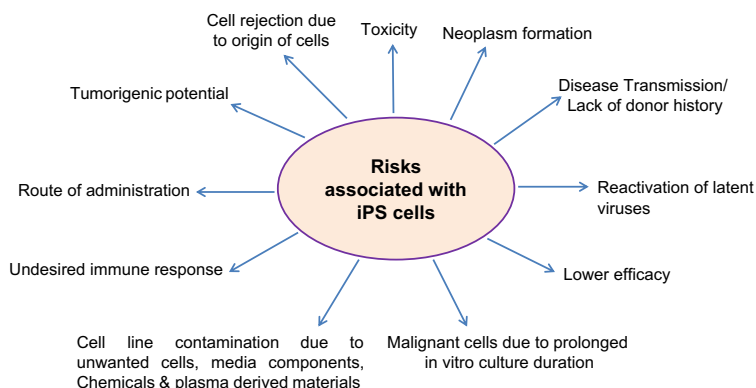 Cell rejection due
to origin of cells
Toxicity
Neoplasm formation
Tumorigenic potential
Disease Transmission/
Lack of donor history
Risks
associated with
iPS cells
Route of administration
Reactivation of latent
viruses
Undesired immune response
Lower efficacy
Cell line contamination due to
unwanted cells, media components,
Chemicals & plasma derived materials
Malignant cells due to prolonged
in vitro culture duration